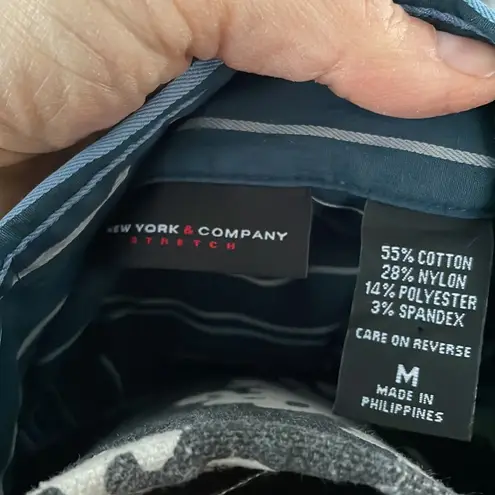 NEW YORK & COMPANY
STRETCH
55% COTTON
28% NYLON
14% POLYESTER
3% SPANDEX
CARE ON REVERSE
M
MADE IN
PHILIPPINES